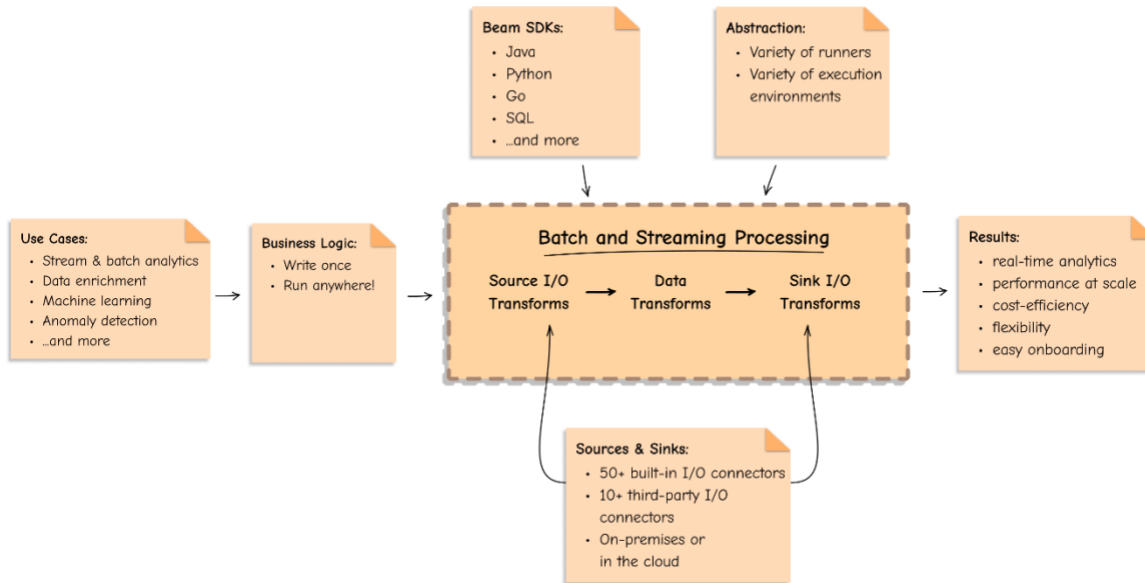 Beam SDKs:
• Java
• Python
• Go
• SQL
• ...and more
Abstraction:
• Variety of runners
• Variety of execution
environments
Use Cases:
• Stream & batch analytics
• Data enrichment
• Machine learning
• Anomaly detection
• ...and more
Business Logic:
• Write once
• Run anywhere!
Batch and Streaming Processing
Source I/O
Transforms
Data
Transforms
Sink I/O
Transforms
Results:
• real-time analytics
• performance at scale
• cost-efficiency
• flexibility
• easy onboarding
Sources & Sinks:
• 50+ built-in I/O connectors
• 10+ third-party I/O
connectors
• On-premises or
in the cloud